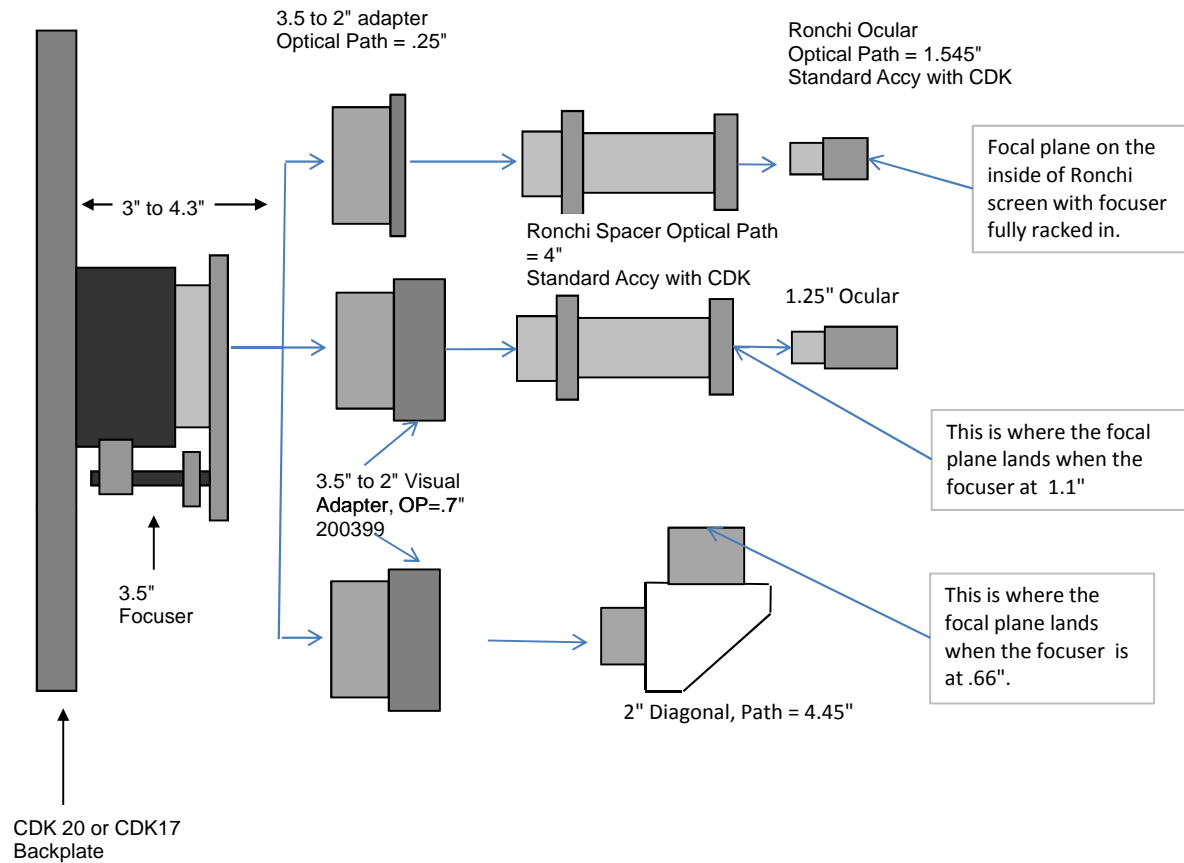 3.5 to 2" adapter
Optical Path = .25"
Ronchi Ocular
Optical Path = 1.545"
Standard Accy with CDK
Focal plane on the
inside of Ronchi
screen with focuser
fully racked in.
3" to 4.3"
Ronchi Spacer Optical Path
= 4"
Standard Accy with CDK
1.25" Ocular
This is where the focal
plane lands when the
focuser at  1.1"
3.5" to 2" Visual
Adapter, OP=.7"
200399
3.5"
Focuser
This is where the
focal plane lands
when the focuser  is
at .66".
2" Diagonal, Path = 4.45"
CDK 20 or CDK17
Backplate